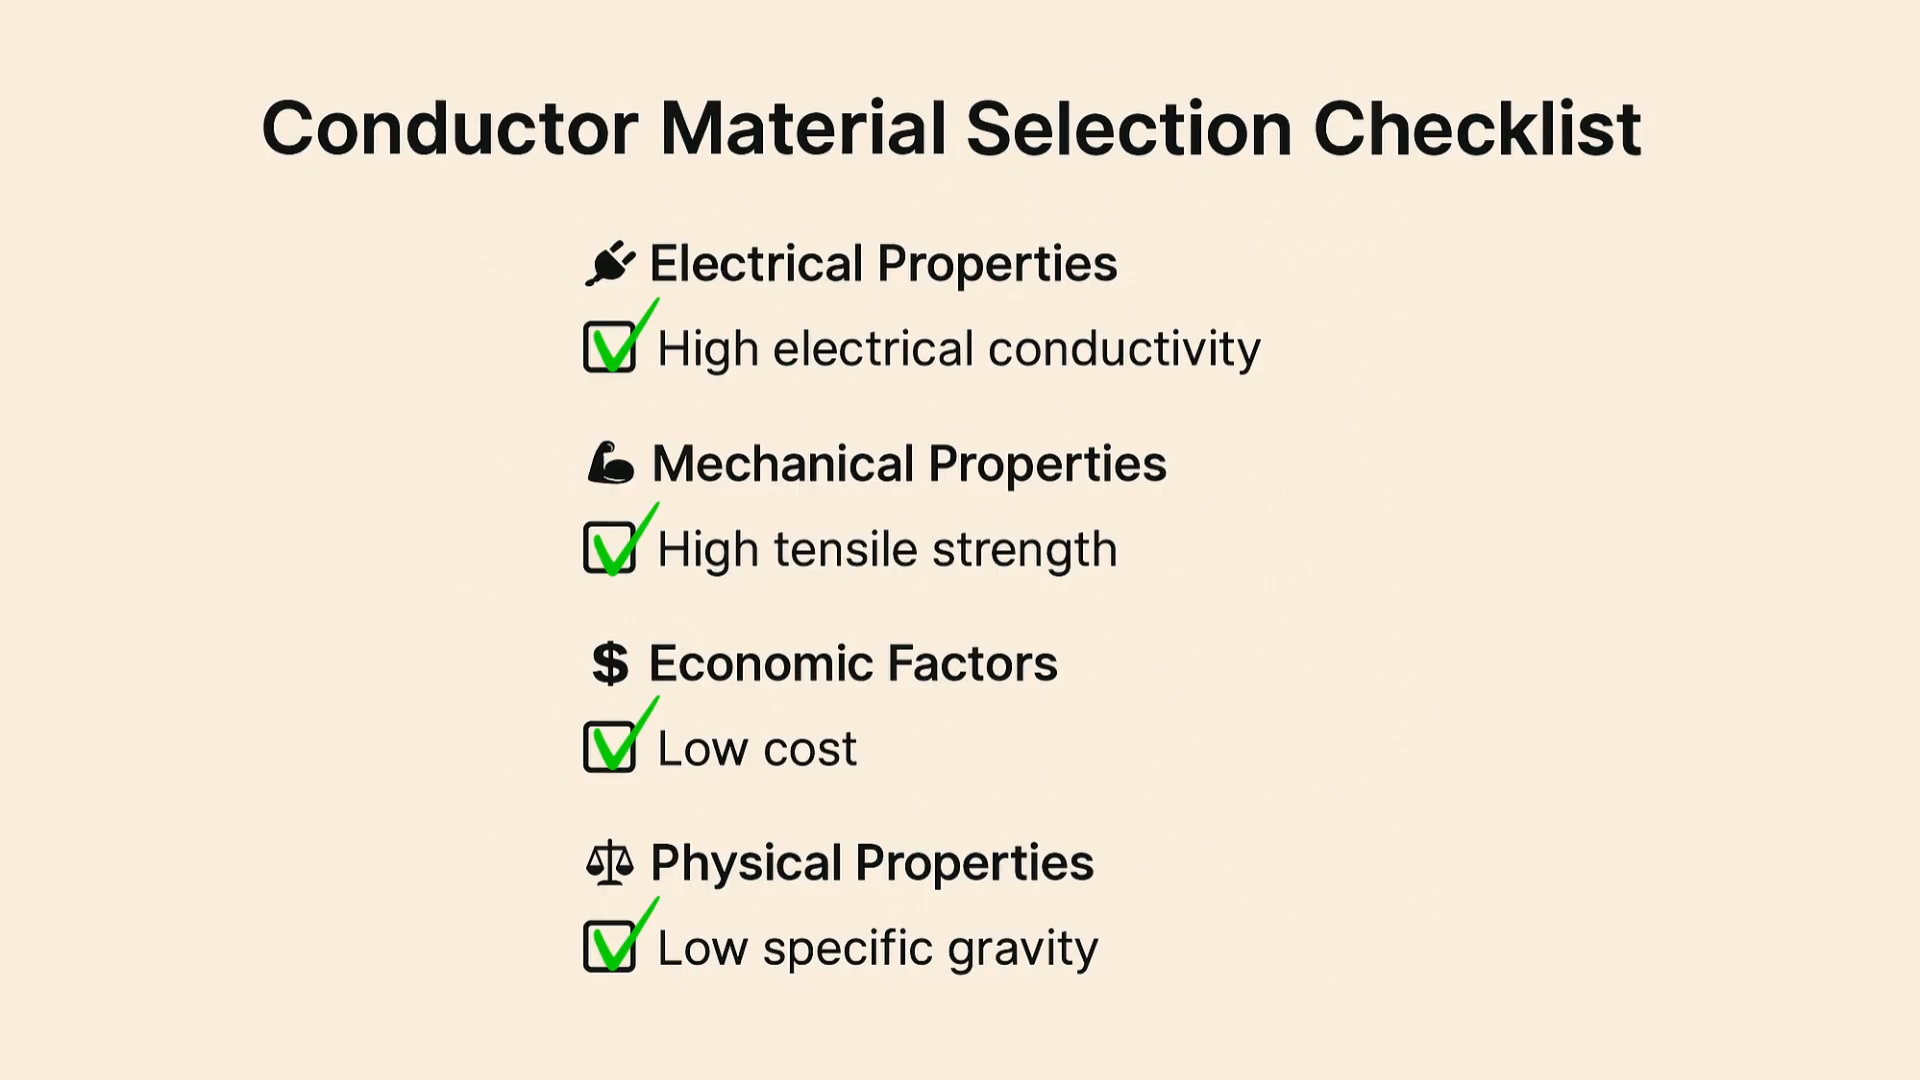 Conductor Material Selection Checklist
Electrical Properties
High electrical conductivity
Mechanical Properties
High tensile strength
$ Economic Factors
Low cost
Physical Properties
Low specific gravity